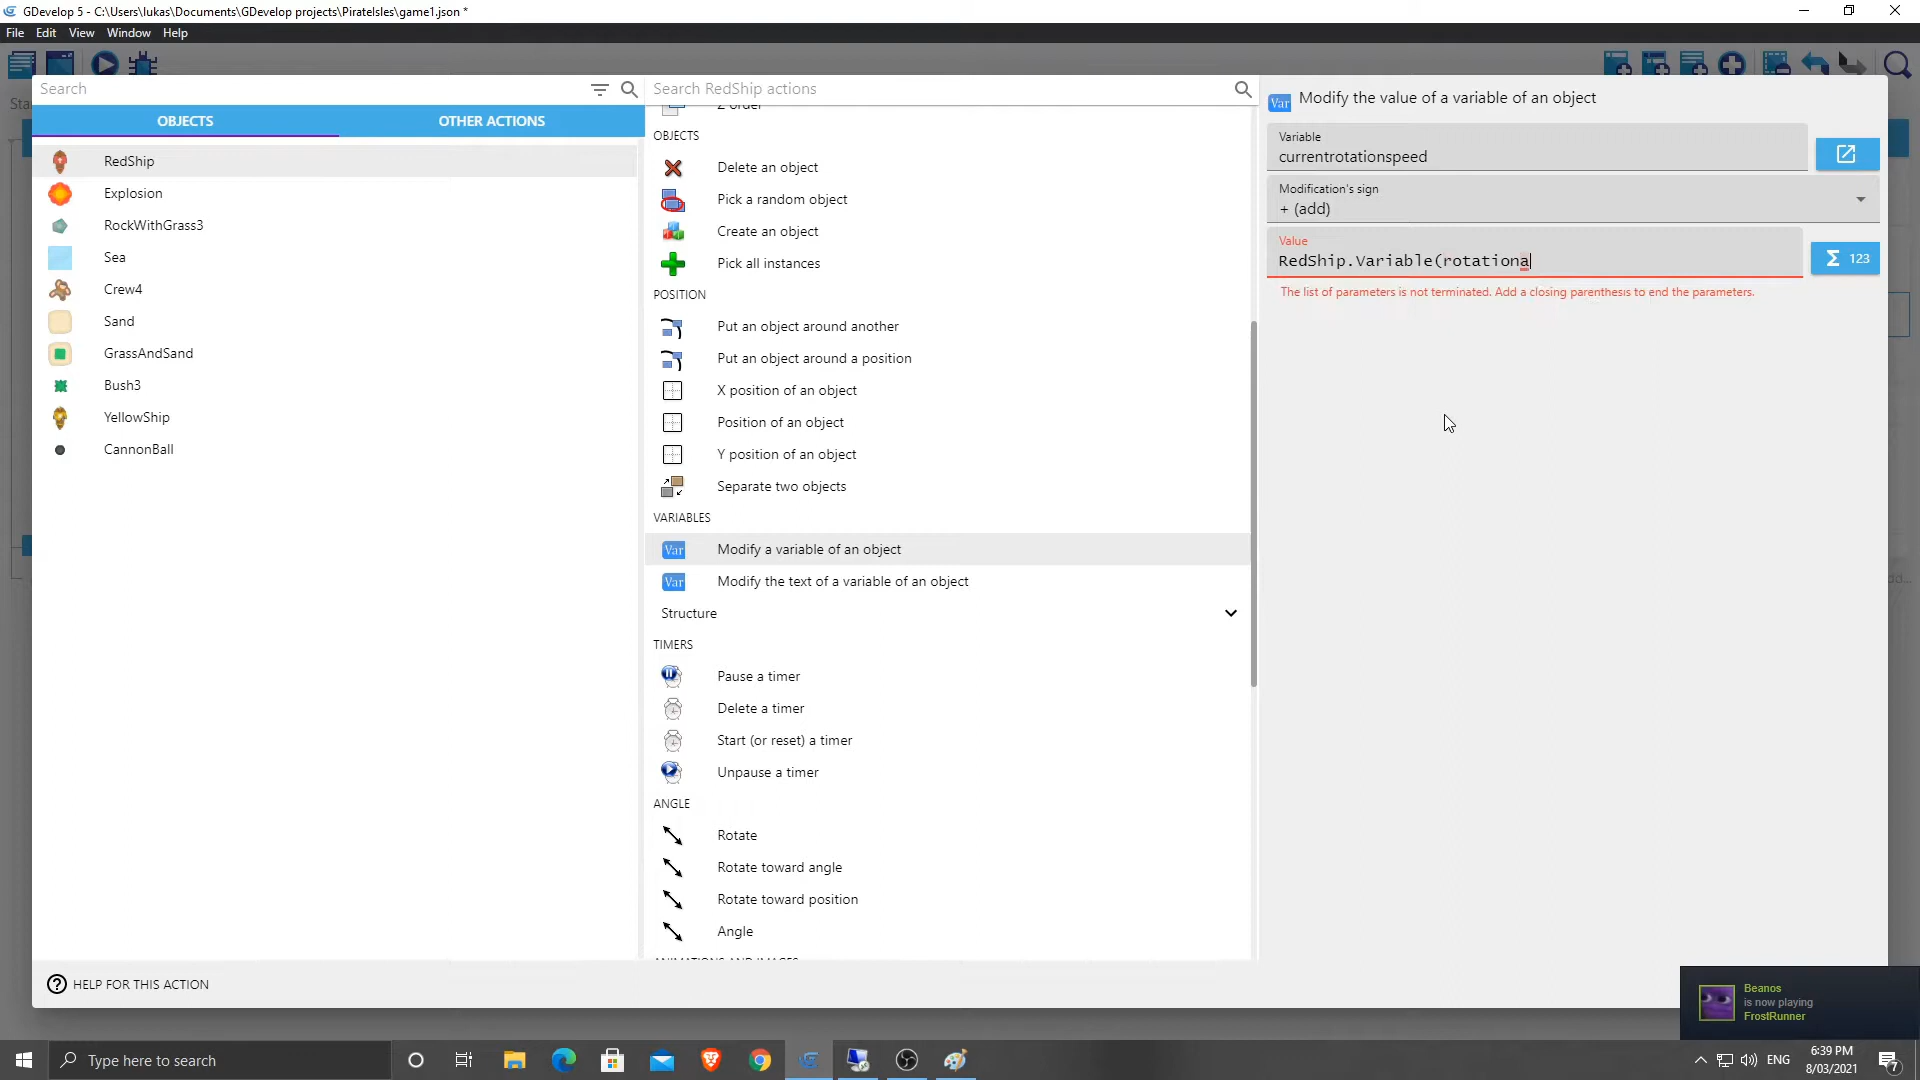 GDevelop 5 - C:\Users\lukas\Documents\GDevelop projects\PirateIsles\game1.json *
File Edit View Window Help
Search
Search RedShip actions
OBJECTS
OTHER ACTIONS
RedShip
Explosion
RockWithGrass3
Sea
Crew4
Sand
GrassAndSand
Bush3
YellowShip
CannonBall
Z order
OBJECTS
Delete an object
Pick a random object
Create an object
Pick all instances
POSITION
Put an object around another
Put an object around a position
X position of an object
Position of an object
Y position of an object
Separate two objects
VARIABLES
Var Modify a variable of an object
Var Modify the text of a variable of an object
Structure
TIMERS
Pause a timer
Delete a timer
Start (or reset) a timer
Unpause a timer
ANGLE
Rotate
Rotate toward angle
Rotate toward position
Angle
ANIMATIONS AND IMAGES
Var Modify the value of a variable of an object
Variable
currentrotationspeed
Modification's sign
+ (add)
Value
RedShip.Variable(rotationa
Σ 123
The list of parameters is not terminated. Add a closing parenthesis to end the parameters.
HELP FOR THIS ACTION
Beanos
is now playing
FrostRunner
Type here to search
ENG
6:39 PM
8/03/2021
7